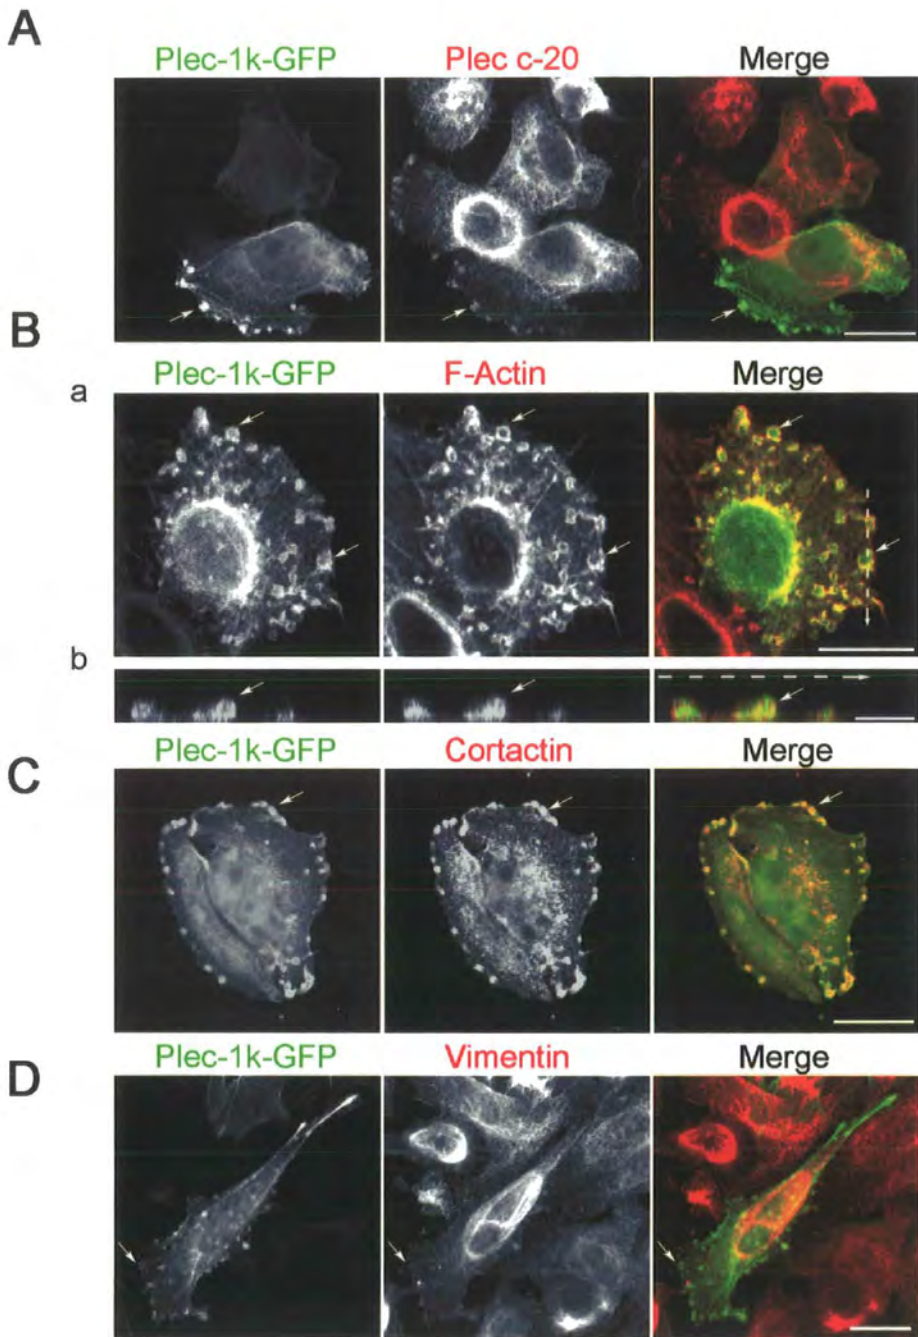 A
Plec-1k-GFP Plec c-20 Merge
B
a
Plec-1k-GFP F-Actin Merge
b
C
Plec-1k-GFP Cortactin Merge
D
Plec-1k-GFP Vimentin Merge